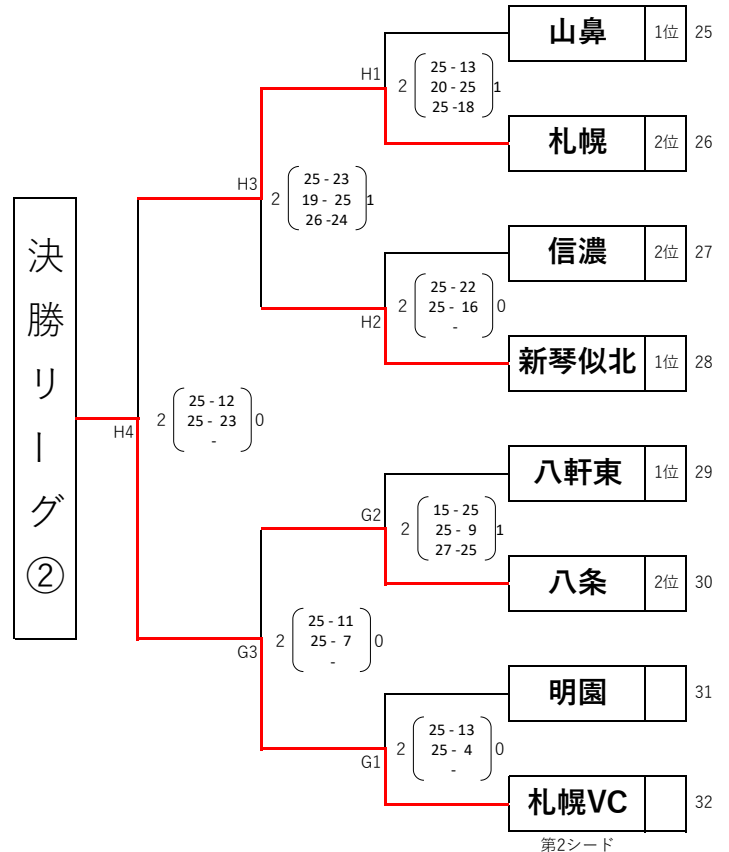 山鼻 1位 25
H1
2 25 - 13
20 - 25 1
25 -18
札幌 2位 26
H3
2 25 - 23
19 - 25 1
26 -24
信濃 2位 27
H2
2 25 - 22
25 - 16 0
-
新琴似北 1位 28
決勝リーグ②
H4
2 25 - 12
25 - 23 0
-
八軒東 1位 29
G2
2 15 - 25
25 - 9 1
27 -25
八条 2位 30
G3
2 25 - 11
25 - 7 0
-
明園 31
G1
2 25 - 13
25 - 4 0
-
札幌VC 32
第2シード